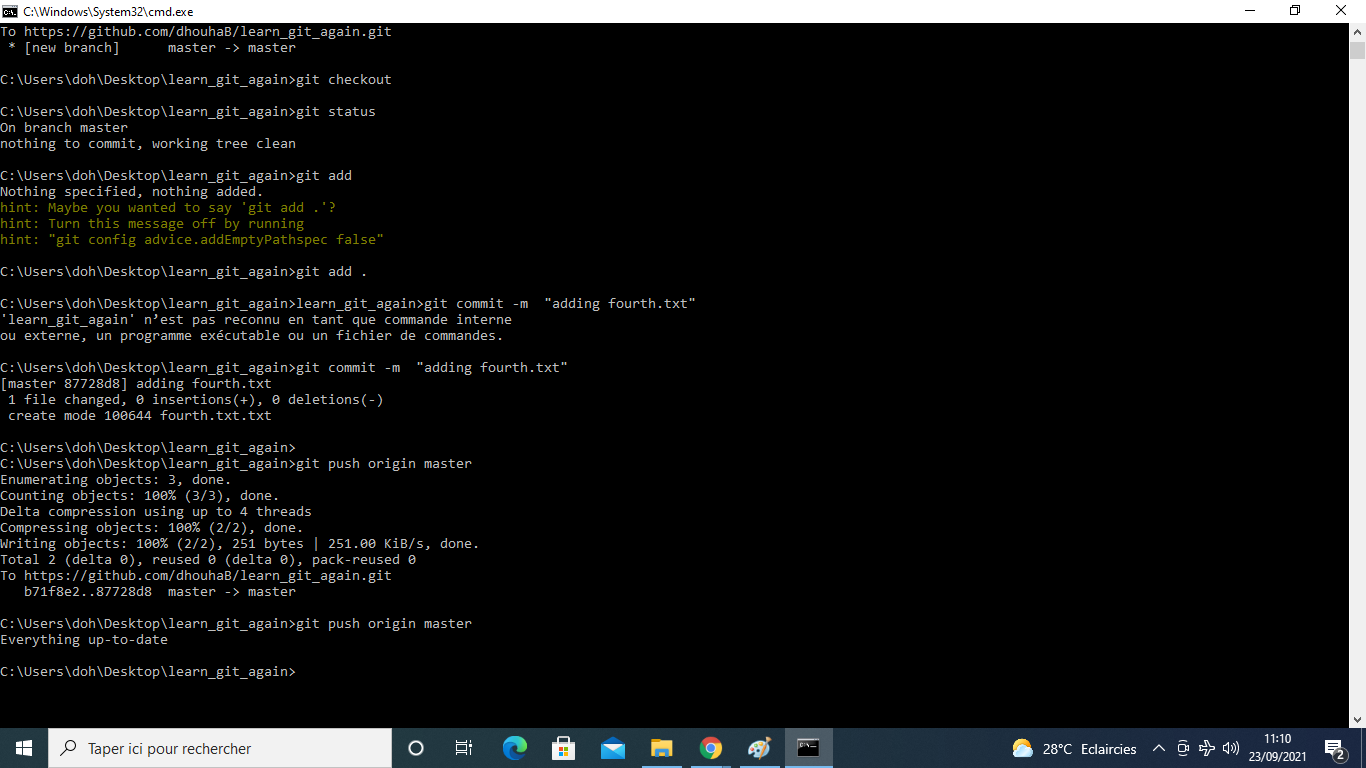 C:\Windows\System32\cmd.exe
To https://github.com/dhouhaB/learn_git_again.git
 * [new branch]      master -> master
C:\Users\doh\Desktop\learn_git_again>git checkout
C:\Users\doh\Desktop\learn_git_again>git status
On branch master
nothing to commit, working tree clean
C:\Users\doh\Desktop\learn_git_again>git add
Nothing specified, nothing added.
hint: Maybe you wanted to say 'git add .'?
hint: Turn this message off by running
hint: "git config advice.addEmptyPathspec false"
C:\Users\doh\Desktop\learn_git_again>git add .
C:\Users\doh\Desktop\learn_git_again>learn_git_again>git commit -m  "adding fourth.txt"
'learn_git_again' n’est pas reconnu en tant que commande interne
ou externe, un programme exécutable ou un fichier de commandes.
C:\Users\doh\Desktop\learn_git_again>git commit -m  "adding fourth.txt"
[master 87728d8] adding fourth.txt
 1 file changed, 0 insertions(+), 0 deletions(-)
 create mode 100644 fourth.txt.txt
C:\Users\doh\Desktop\learn_git_again>
C:\Users\doh\Desktop\learn_git_again>git push origin master
Enumerating objects: 3, done.
Counting objects: 100% (3/3), done.
Delta compression using up to 4 threads
Compressing objects: 100% (2/2), done.
Writing objects: 100% (2/2), 251 bytes | 251.00 KiB/s, done.
Total 2 (delta 0), reused 0 (delta 0), pack-reused 0
To https://github.com/dhouhaB/learn_git_again.git
   b71f8e2..87728d8  master -> master
C:\Users\doh\Desktop\learn_git_again>git push origin master
Everything up-to-date
C:\Users\doh\Desktop\learn_git_again>
Taper ici pour rechercher
28°C Eclaircies
11:10
23/09/2021
2